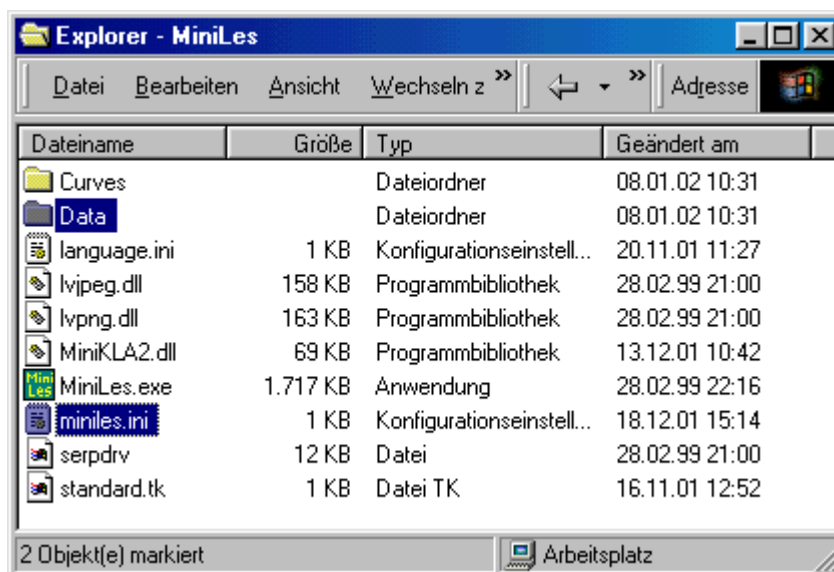 Explorer - MiniLes
Datei Bearbeiten Ansicht Wechseln z » » Adresse
Dateiname Größe Typ Geändert am
Curves Dateiordner 08.01.02 10:31
Data Dateiordner 08.01.02 10:31
language.ini 1 KB Konfigurationseinstell... 20.11.01 11:27
lvjpeg.dll 158 KB Programmbibliothek 28.02.99 21:00
lvpng.dll 163 KB Programmbibliothek 28.02.99 21:00
MiniKLA2.dll 69 KB Programmbibliothek 13.12.01 10:42
Mini
Les MiniLes.exe 1.717 KB Anwendung 28.02.99 22:16
miniles.ini 1 KB Konfigurationseinstell... 18.12.01 15:14
serpdrv 12 KB Datei 28.02.99 21:00
standard.tk 1 KB Datei TK 16.11.01 12:52
2 Objekt(e) markiert Arbeitsplatz